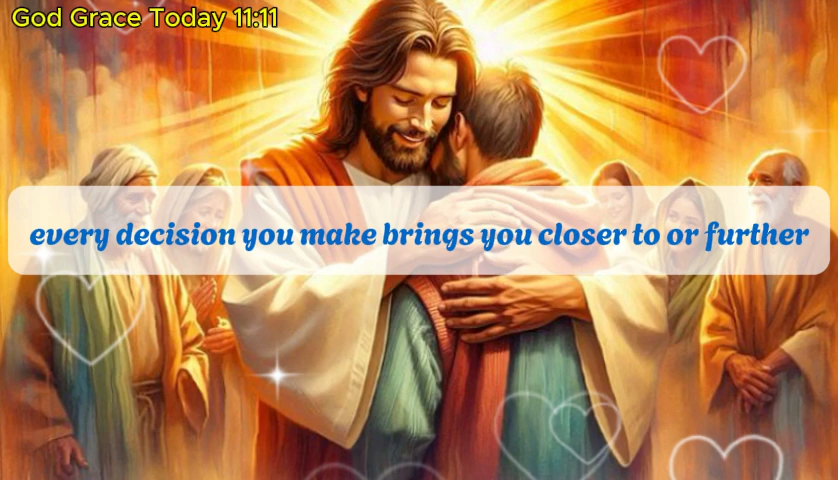 God Grace Today 11:11
every decision you make brings you closer to or further